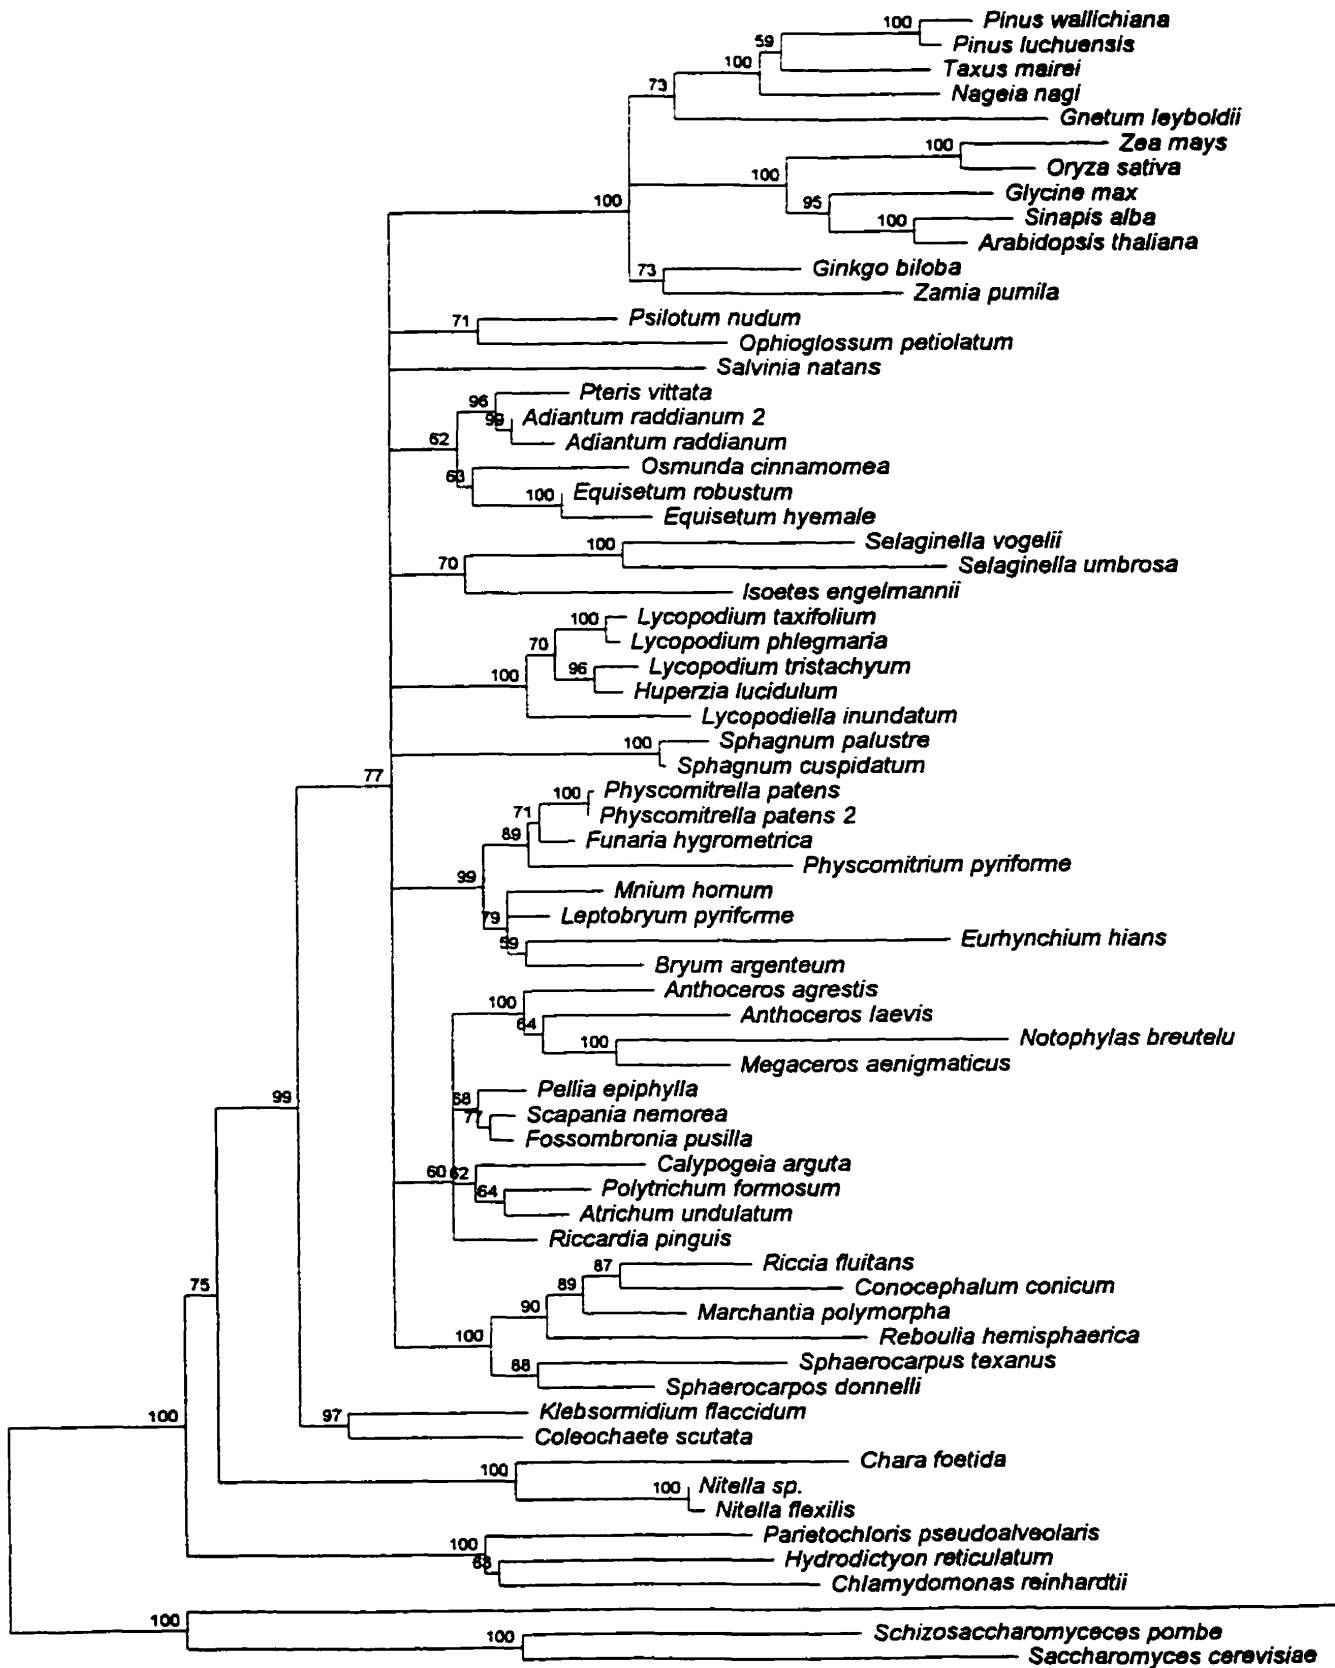 100 Pinus wallichiana
59 Pinus luchuensis
100 Taxus mairei
73 Nageia nagi
Gnetum leyboldii
100 Zea mays
100 Oryza sativa
100 95 Glycine max
100 Sinapis alba
Arabidopsis thaliana
73 Ginkgo biloba
Zamia pumila
71 Psilotum nudum
Ophioglossum petiolatum
Salvinia natans
96 Pteris vittata
99 Adiantum raddianum 2
62 Adiantum raddianum
63 Osmunda cinnamomea
100 Equisetum robustum
Equisetum hyemale
100 Selaginella vogelii
70 Selaginella umbrosa
Isoetes engelmannii
100 Lycopodium taxifolium
70 Lycopodium phlegmaria
100 96 Lycopodium tristachyum
Huperzia lucidulum
Lycopodiella inundatum
100 Sphagnum palustre
77 Sphagnum cuspidatum
100 Physcomitrella patens
71 Physcomitrella patens 2
89 Funaria hygrometrica
99 Physcomitrium pyriforme
Mnium hornum
79 Leptobryum pyriforme
59 Eurhynchium hians
Bryum argenteum
100 Anthoceros agrestis
64 Anthoceros laevis
100 Notophylas breutelu
Megaceros aenigmaticus
68 Pellia epiphylla
99 77 Scapania nemorea
Fossombronia pusilla
60 62 Calypogeia arguta
64 Polytrichum formosum
Atrichum undulatum
Riccardia pinguis
87 Riccia fluitans
75 89 Conocephalum conicum
90 Marchantia polymorpha
100 Reboulia hemisphaerica
88 Sphaerocarpus texanus
Sphaerocarpos donnelli
100 97 Klebsormidium flaccidum
Coleochaete scutata
100 Chara foetida
100 Nitella sp.
Nitella flexilis
100 Parietochloris pseudoalveolaris
63 Hydrodictyon reticulatum
Chlamydomonas reinhardtii
100
100 Schizosaccharomyceces pombe
Saccharomyces cerevisiae